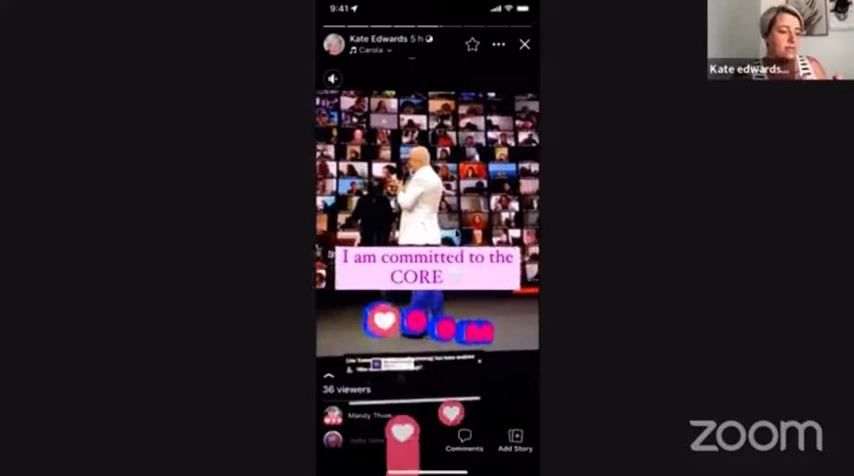 9:41
Kate Edwards 5 h
Carola
Kate edwards...
I am committed to the
CORE
36 viewers
Mandy
Comments
Add Story
zoom